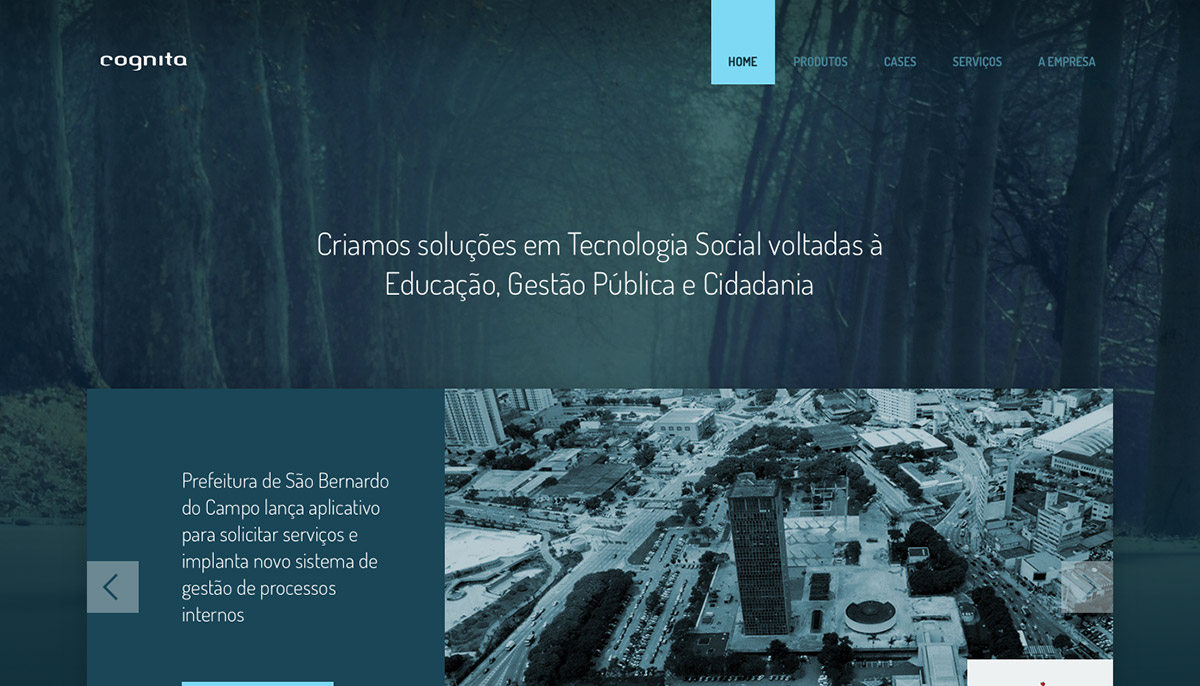 cognita
HOME
PRODUTOS
CASES
SERVIÇOS
A EMPRESA
Criamos soluções em Tecnologia Social voltadas à
Educação, Gestão Pública e Cidadania
Prefeitura de São Bernardo
do Campo lança aplicativo
para solicitar serviços e
implanta novo sistema de
gestão de processos
internos